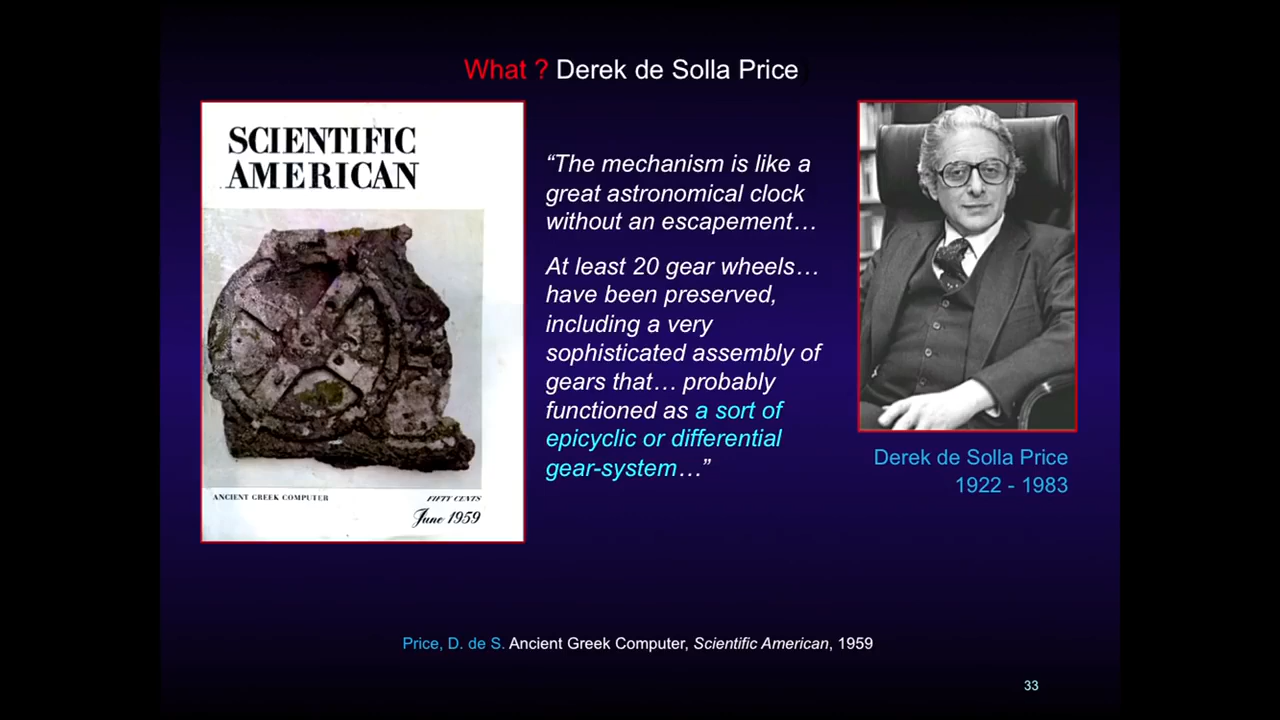 What ? Derek de Solla Price
SCIENTIFIC
AMERICAN
ANCIENT GREEK COMPUTER
FIFTY CENTS
June 1959
“The mechanism is like a
great astronomical clock
without an escapement…
At least 20 gear wheels…
have been preserved,
including a very
sophisticated assembly of
gears that… probably
functioned as a sort of
epicyclic or differential
gear-system…”
Derek de Solla Price
1922 - 1983
Price, D. de S. Ancient Greek Computer, Scientific American, 1959
33